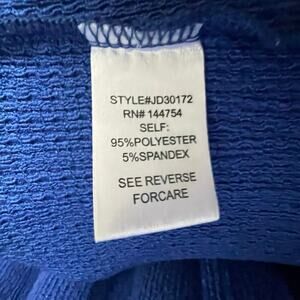 STYLE#JD30172
RN# 144754
SELF:
95%POLYESTER
5%SPANDEX
SEE REVERSE
FORCARE